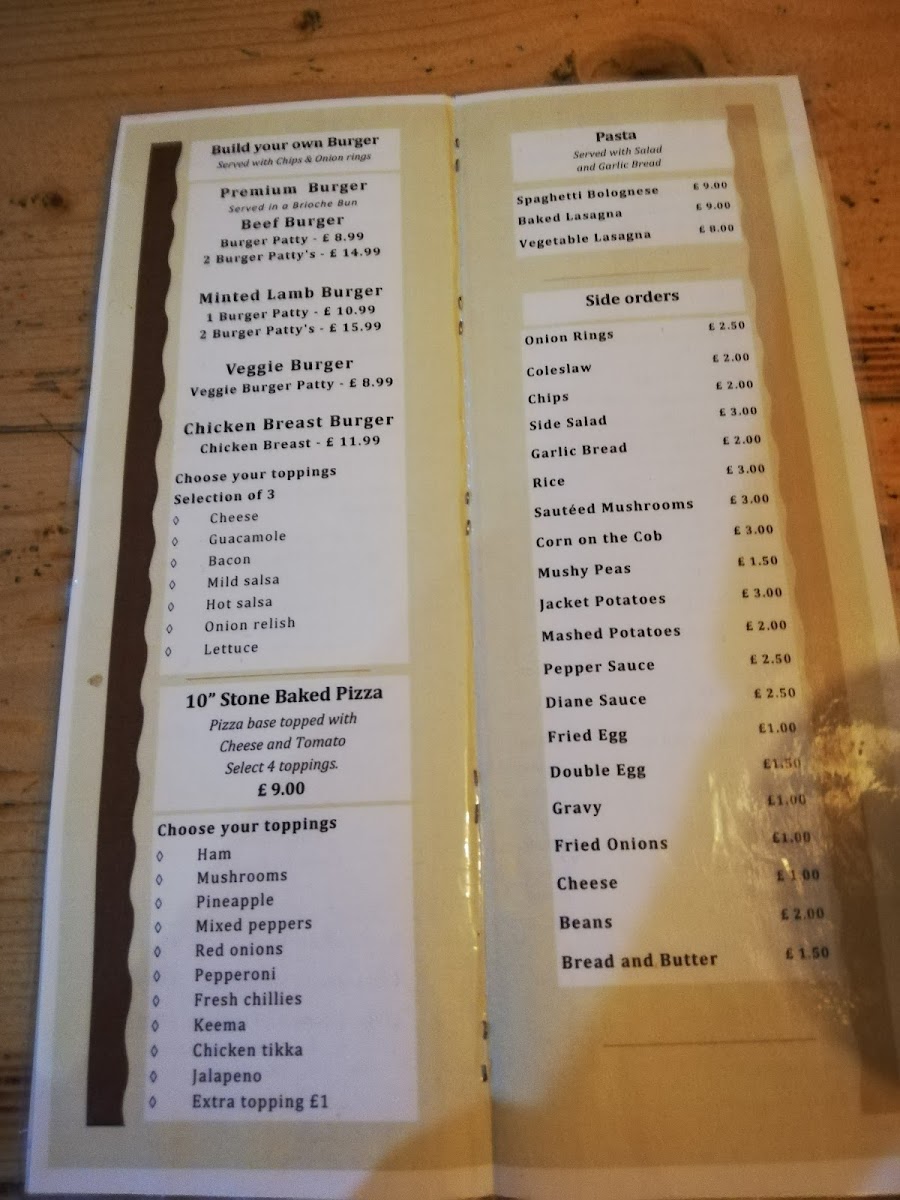 Build your own Burger
Served with Chips & Onion rings
Premium Burger
Served in a Brioche Bun
Beef Burger
Burger Patty - £ 8.99
2 Burger Patty's - £ 14.99
Minted Lamb Burger
1 Burger Patty - £ 10.99
2 Burger Patty's - £ 15.99
Veggie Burger
Veggie Burger Patty - £ 8.99
Chicken Breast Burger
Chicken Breast - £ 11.99
Choose your toppings
Selection of 3
◊ Cheese
◊ Guacamole
◊ Bacon
◊ Mild salsa
◊ Hot salsa
◊ Onion relish
◊ Lettuce
10” Stone Baked Pizza
Pizza base topped with
Cheese and Tomato
Select 4 toppings.
£ 9.00
Choose your toppings
◊ Ham
◊ Mushrooms
◊ Pineapple
◊ Mixed peppers
◊ Red onions
◊ Pepperoni
◊ Fresh chillies
◊ Keema
◊ Chicken tikka
◊ Jalapeno
◊ Extra topping £1
Pasta
Served with Salad
and Garlic Bread
Spaghetti Bolognese £ 9.00
Baked Lasagna £ 9.00
Vegetable Lasagna £ 8.00
Side orders
Onion Rings £ 2.50
Coleslaw £ 2.00
Chips £ 2.00
Side Salad £ 3.00
Garlic Bread £ 2.00
Rice £ 3.00
Sautéed Mushrooms £ 3.00
Corn on the Cob £ 3.00
Mushy Peas £ 1.50
Jacket Potatoes £ 3.00
Mashed Potatoes £ 2.00
Pepper Sauce £ 2.50
Diane Sauce £ 2.50
Fried Egg £1.00
Double Egg £1.50
Gravy £1.00
Fried Onions £1.00
Cheese £ 1.00
Beans £ 2.00
Bread and Butter £ 1.50